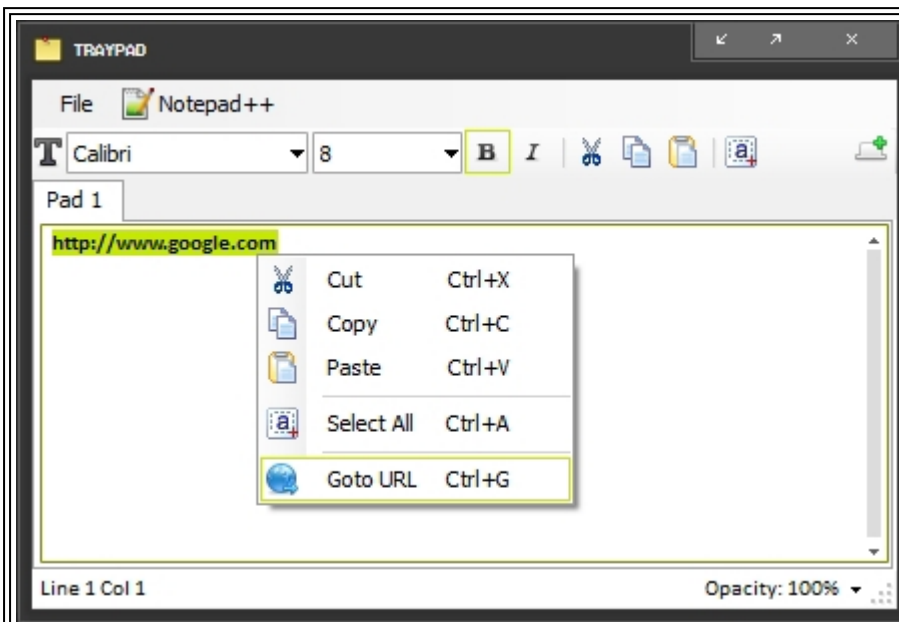 TRAYPAD
File Notepad++
T Calibri 8 B I a
Pad 1
http://www.google.com
Cut Ctrl+X
Copy Ctrl+C
Paste Ctrl+V
a Select All Ctrl+A
Goto URL Ctrl+G
Line 1 Col 1 Opacity: 100%